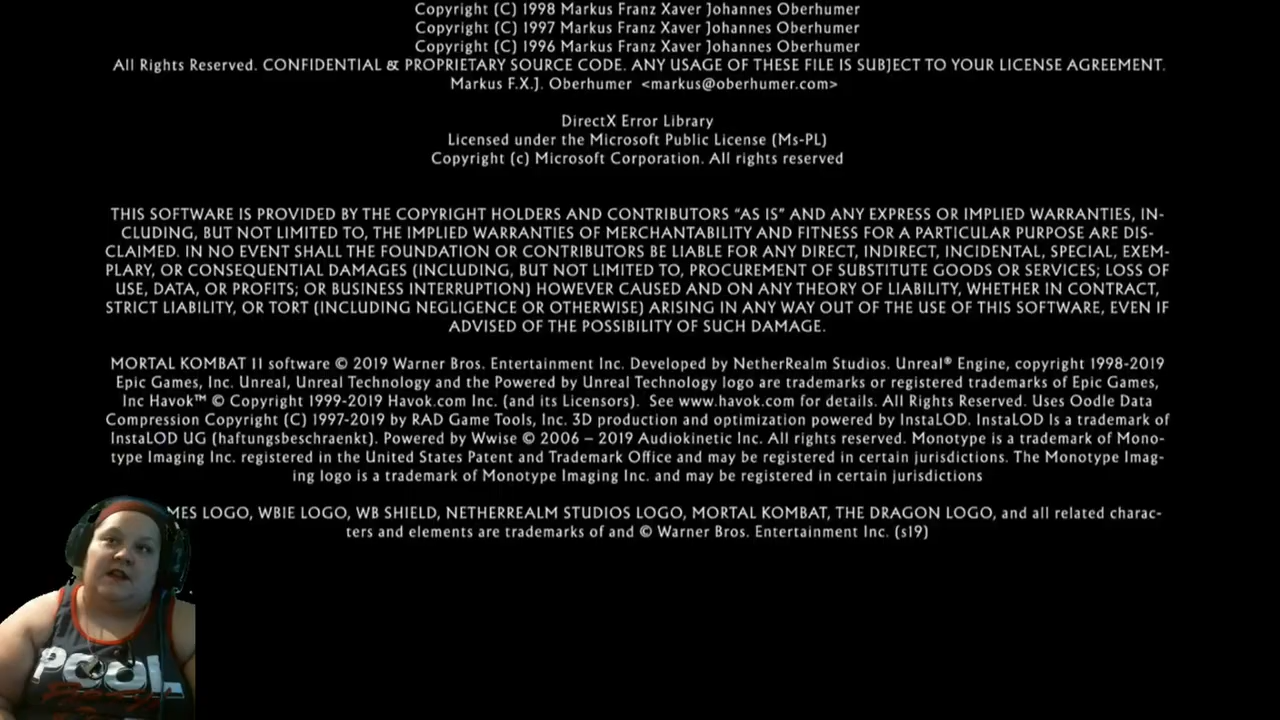 Copyright (C) 1998 Markus Franz Xaver Johannes Oberhumer
Copyright (C) 1997 Markus Franz Xaver Johannes Oberhumer
Copyright (C) 1996 Markus Franz Xaver Johannes Oberhumer
All Rights Reserved. CONFIDENTIAL & PROPRIETARY SOURCE CODE. ANY USAGE OF THESE FILE IS SUBJECT TO YOUR LICENSE AGREEMENT.
Markus F.X.J. Oberhumer <markus@oberhumer.com>
DirectX Error Library
Licensed under the Microsoft Public License (Ms-PL)
Copyright (c) Microsoft Corporation. All rights reserved
THIS SOFTWARE IS PROVIDED BY THE COPYRIGHT HOLDERS AND CONTRIBUTORS “AS IS” AND ANY EXPRESS OR IMPLIED WARRANTIES, IN-
CLUDING, BUT NOT LIMITED TO, THE IMPLIED WARRANTIES OF MERCHANTABILITY AND FITNESS FOR A PARTICULAR PURPOSE ARE DIS-
CLAIMED. IN NO EVENT SHALL THE FOUNDATION OR CONTRIBUTORS BE LIABLE FOR ANY DIRECT, INDIRECT, INCIDENTAL, SPECIAL, EXEM-
PLARY, OR CONSEQUENTIAL DAMAGES (INCLUDING, BUT NOT LIMITED TO, PROCUREMENT OF SUBSTITUTE GOODS OR SERVICES; LOSS OF
USE, DATA, OR PROFITS; OR BUSINESS INTERRUPTION) HOWEVER CAUSED AND ON ANY THEORY OF LIABILITY, WHETHER IN CONTRACT,
STRICT LIABILITY, OR TORT (INCLUDING NEGLIGENCE OR OTHERWISE) ARISING IN ANY WAY OUT OF THE USE OF THIS SOFTWARE, EVEN IF
ADVISED OF THE POSSIBILITY OF SUCH DAMAGE.
MORTAL KOMBAT 11 software © 2019 Warner Bros. Entertainment Inc. Developed by NetherRealm Studios. Unreal® Engine, copyright 1998-2019
Epic Games, Inc. Unreal, Unreal Technology and the Powered by Unreal Technology logo are trademarks or registered trademarks of Epic Games,
Inc Havok™ © Copyright 1999-2019 Havok.com Inc. (and its Licensors). See www.havok.com for details. All Rights Reserved. Uses Oodle Data
Compression Copyright (C) 1997-2019 by RAD Game Tools, Inc. 3D production and optimization powered by InstaLOD. InstaLOD Is a trademark of
InstaLOD UG (haftungsbeschraenkt). Powered by Wwise © 2006 – 2019 Audiokinetic Inc. All rights reserved. Monotype is a trademark of Mono-
type Imaging Inc. registered in the United States Patent and Trademark Office and may be registered in certain jurisdictions. The Monotype Imag-
ing logo is a trademark of Monotype Imaging Inc. and may be registered in certain jurisdictions
MES LOGO, WBIE LOGO, WB SHIELD, NETHERREALM STUDIOS LOGO, MORTAL KOMBAT, THE DRAGON LOGO, and all related charac-
ters and elements are trademarks of and © Warner Bros. Entertainment Inc. (s19)
POOL